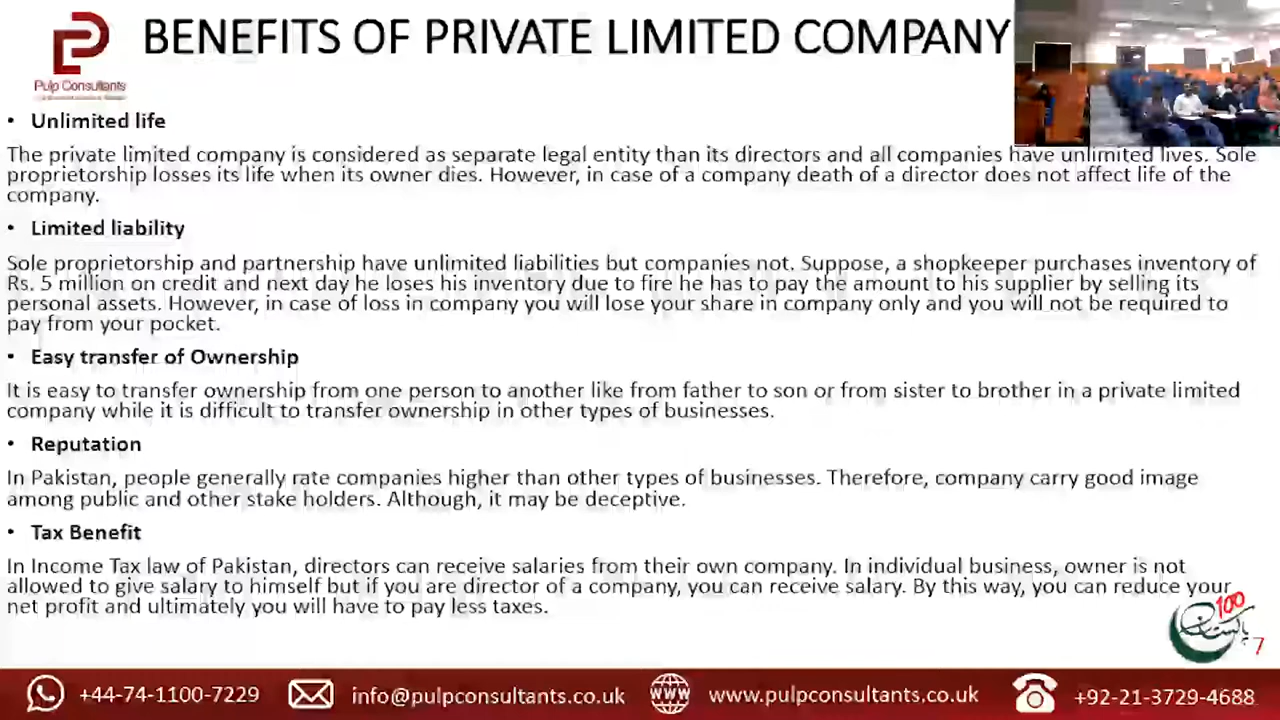 BENEFITS OF PRIVATE LIMITED COMPANY
Pulp Consultants
• Unlimited life
The private limited company is considered as separate legal entity than its directors and all companies have unlimited lives. Sole
proprietorship losses its life when its owner dies. However, in case of a company death of a director does not affect life of the
company.
• Limited liability
Sole proprietorship and partnership have unlimited liabilities but companies not. Suppose, a shopkeeper purchases inventory of
Rs. 5 million on credit and next day he loses his inventory due to fire he has to pay the amount to his supplier by selling its
personal assets. However, in case of loss in company you will lose your share in company only and you will not be required to
pay from your pocket.
• Easy transfer of Ownership
It is easy to transfer ownership from one person to another like from father to son or from sister to brother in a private limited
company while it is difficult to transfer ownership in other types of businesses.
• Reputation
In Pakistan, people generally rate companies higher than other types of businesses. Therefore, company carry good image
among public and other stake holders. Although, it may be deceptive.
• Tax Benefit
In Income Tax law of Pakistan, directors can receive salaries from their own company. In individual business, owner is not
allowed to give salary to himself but if you are director of a company, you can receive salary. By this way, you can reduce your
net profit and ultimately you will have to pay less taxes.
100
پاکستان
7
+44-74-1100-7229
info@pulpconsultants.co.uk
www.pulpconsultants.co.uk
+92-21-3729-4688